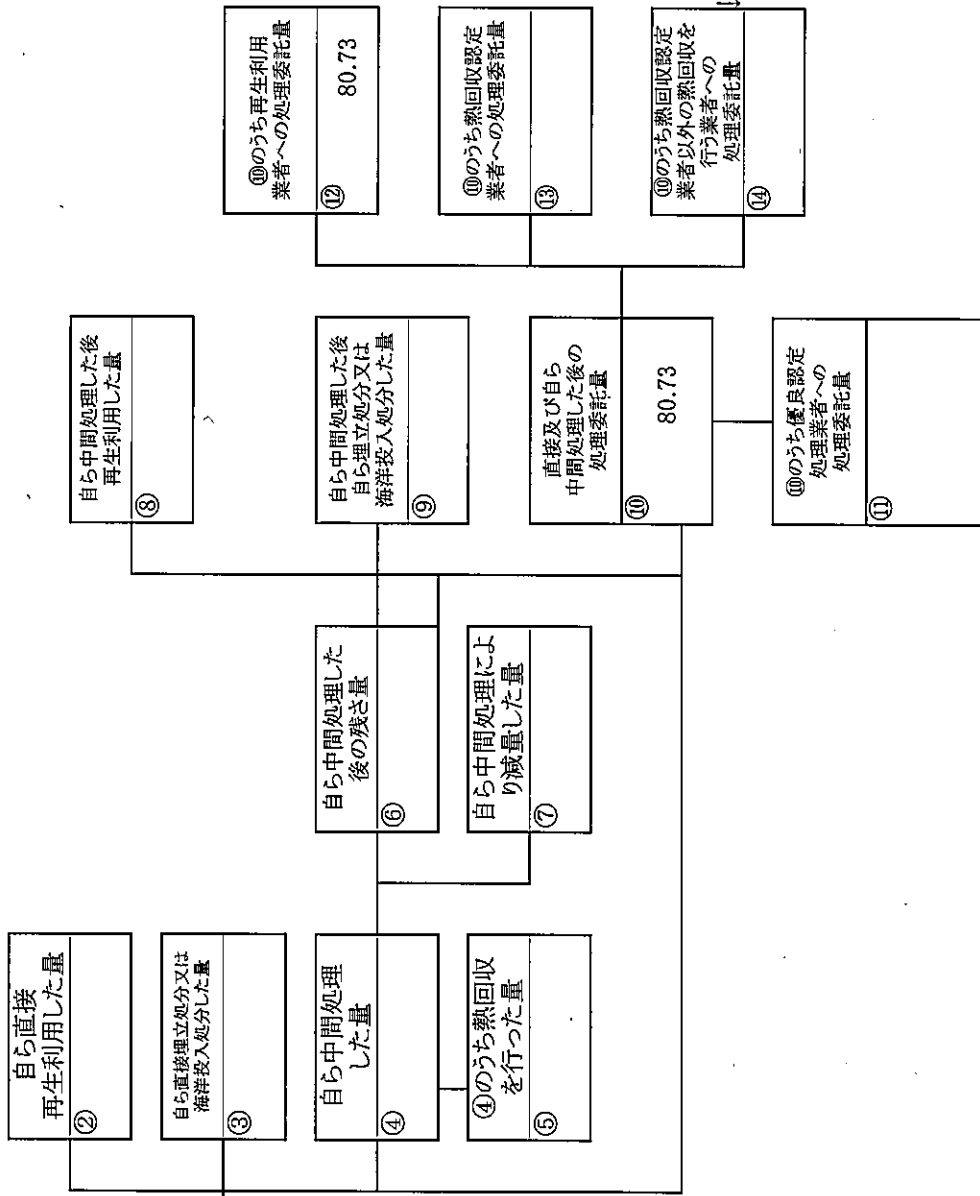 自ら直接
再生利用した量
②
自ら直接埋立処分又は
海洋投入処分した量
③
自ら中間処理
した量
④
④のうち熱回収
を行った量
⑤
自ら中間処理した
後の残さ量
⑥
自ら中間処理によ
り減量した量
⑦
自ら中間処理した後
再生利用した量
⑧
自ら中間処理した後
自ら埋立処分又は
海洋投入処分した量
⑨
直接及び自ら
中間処理した後の
処理委託量
⑩
80.73
⑩のうち優良認定
処理業者への
処理委託量
⑪
⑩のうち再生利用
業者への処理委託量
⑫
80.73
⑩のうち熱回収認定
業者への処理委託量
⑬
⑩のうち熱回収認定
業者以外の熱回収を
行う業者への
処理委託量
⑭